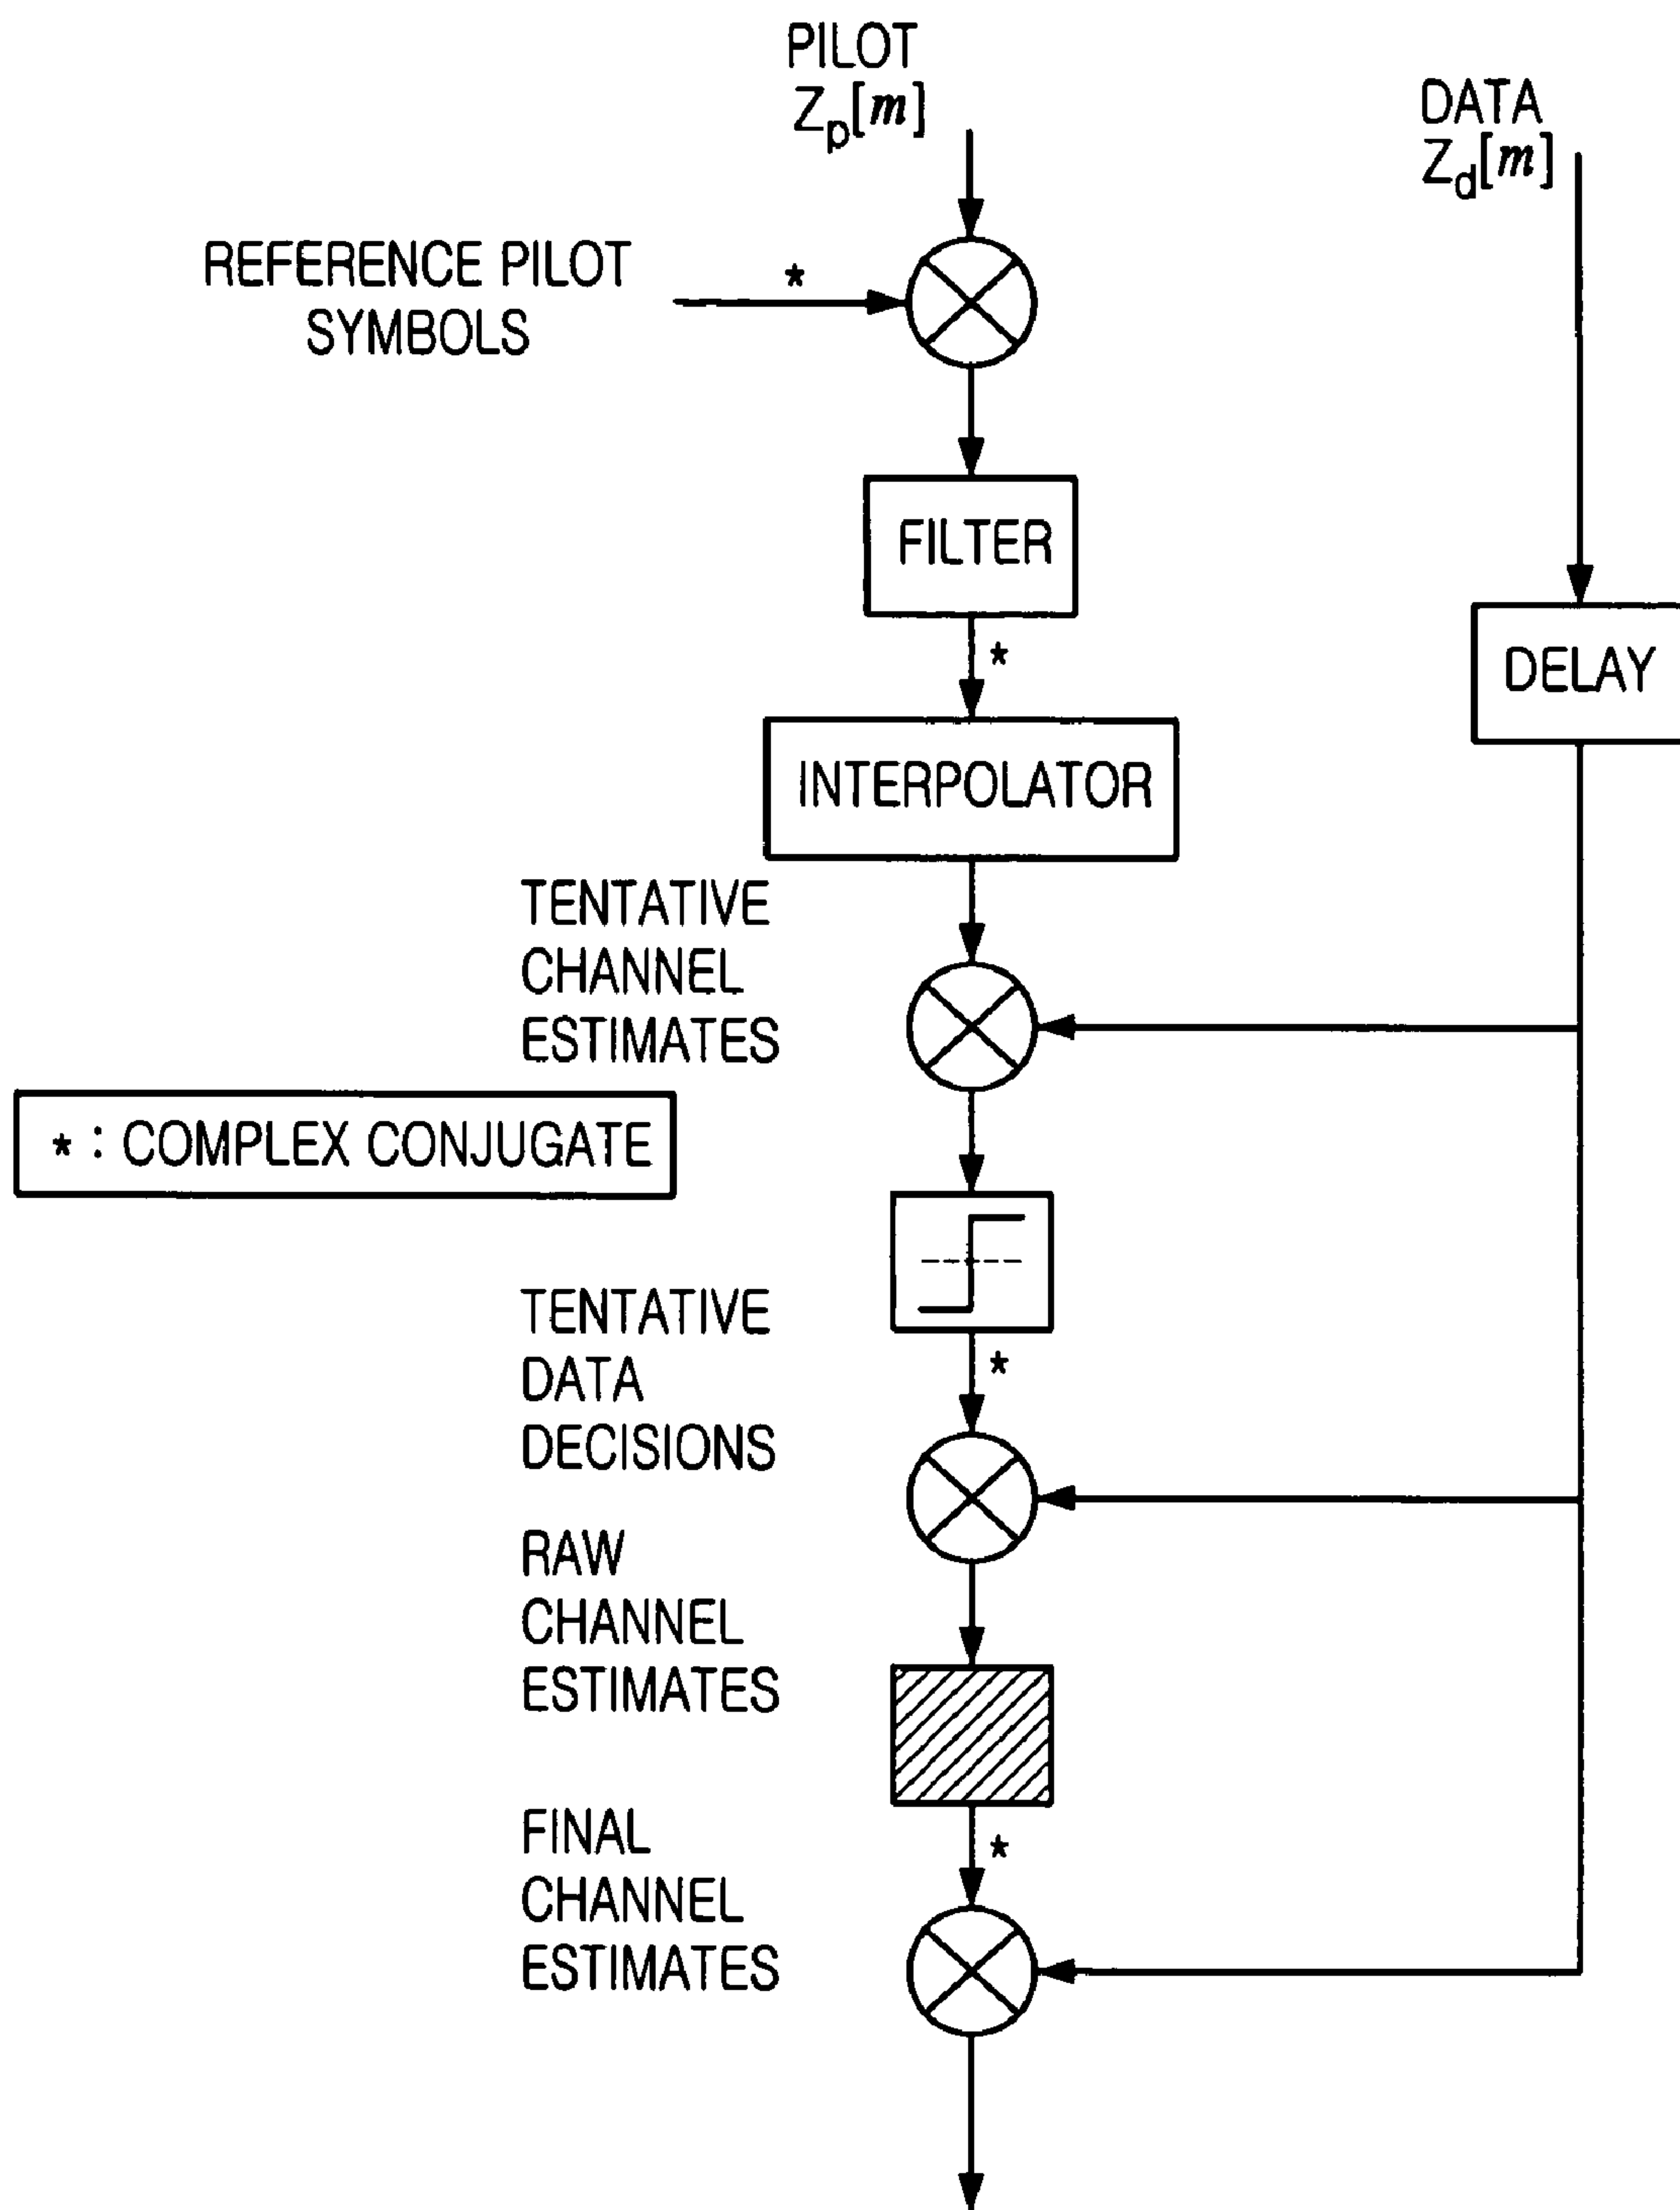 PILOT
Zp[m]
DATA
Zd[m]
REFERENCE PILOT
SYMBOLS
*
FILTER
*
DELAY
INTERPOLATOR
TENTATIVE
CHANNEL
ESTIMATES
* : COMPLEX CONJUGATE
TENTATIVE
DATA
DECISIONS
*
RAW
CHANNEL
ESTIMATES
FINAL
CHANNEL
ESTIMATES
*